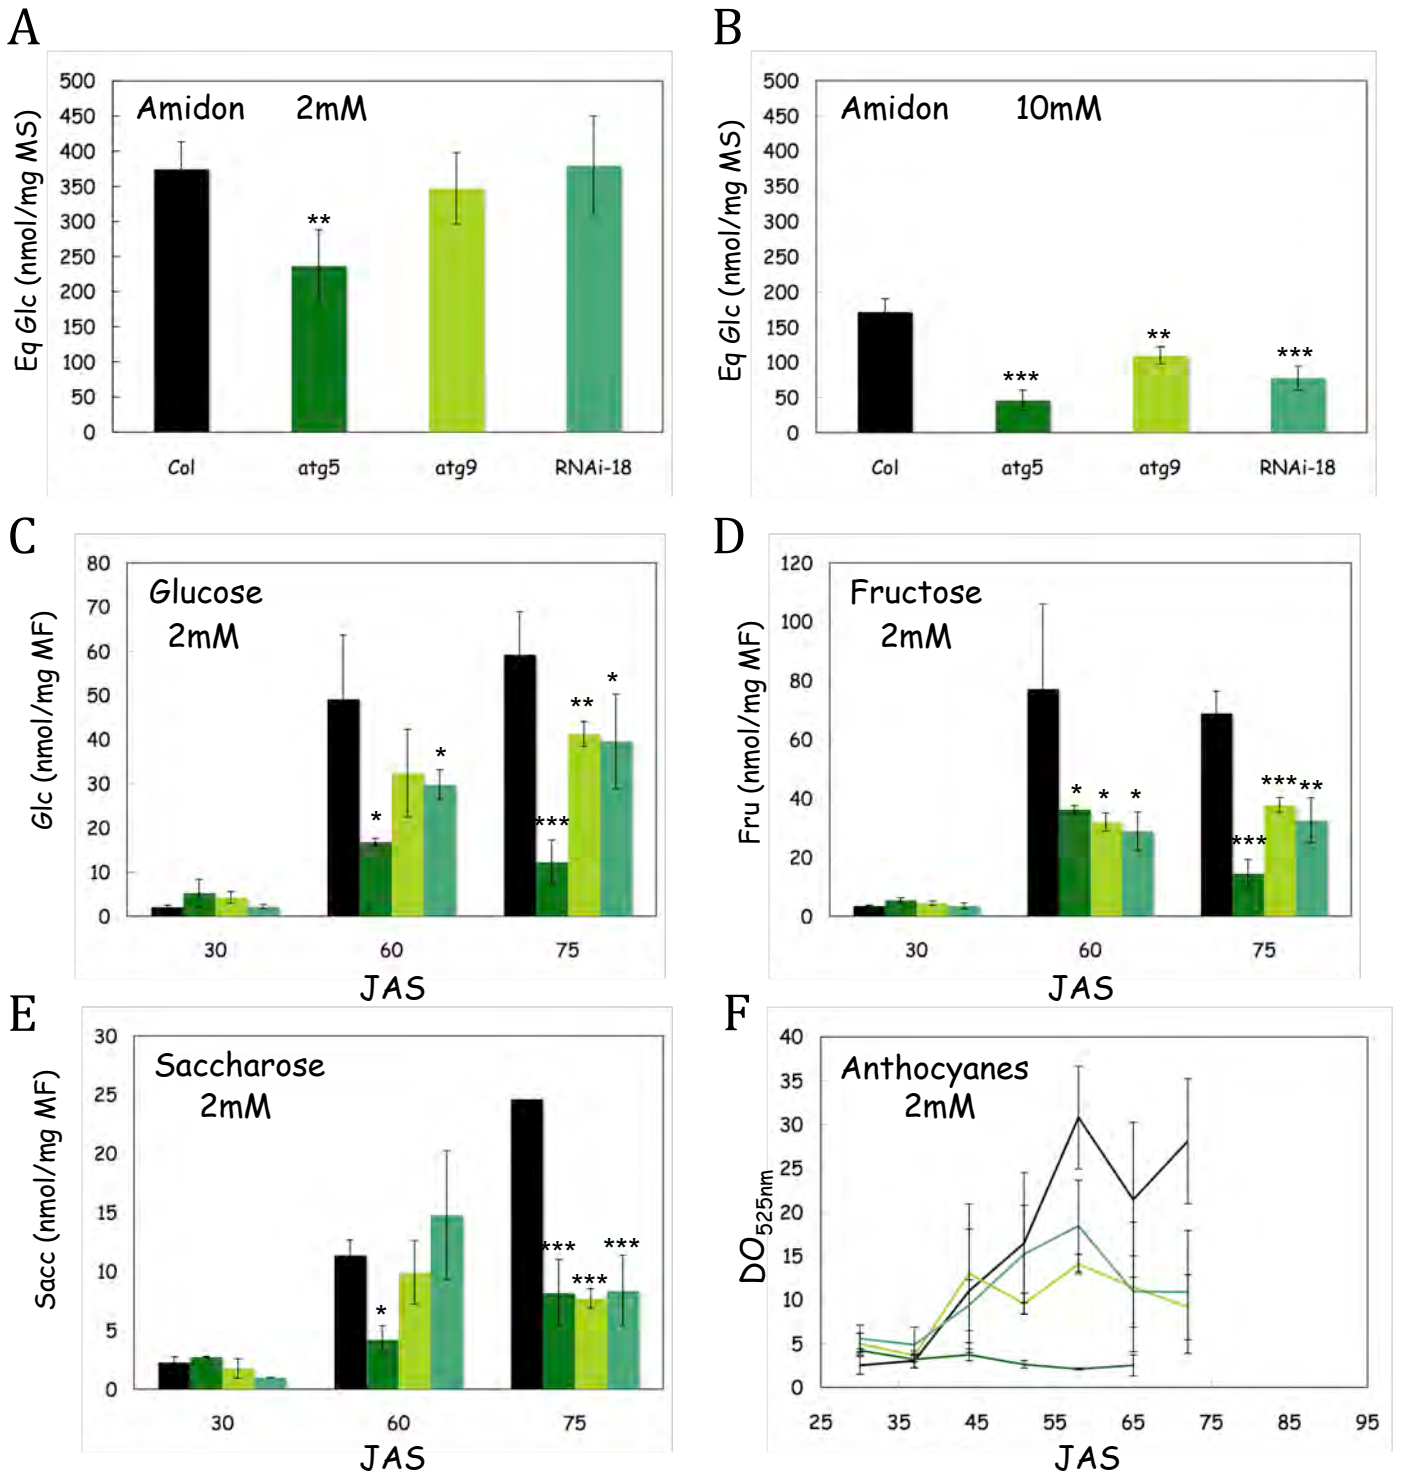 A
Amidon 2mM
Eq Glc (nmol/mg MS)
500
450
400
350
300
250
200
150
100
50
0
**
Col atg5 atg9 RNAi-18
B
Amidon 10mM
Eq Glc (nmol/mg MS)
500
450
400
350
300
250
200
150
100
50
0
***
**
***
Col atg5 atg9 RNAi-18
C
Glucose
2mM
Glc (nmol/mg MF)
80
70
60
50
40
30
20
10
0
*
*
***
**
*
30 60 75
JAS
D
Fructose
2mM
Fru (nmol/mg MF)
120
100
80
60
40
20
0
* * *
***
***
**
30 60 75
JAS
E
Saccharose
2mM
Sacc (nmol/mg MF)
30
25
20
15
10
5
0
*
***
***
***
30 60 75
JAS
F
Anthocyanes
2mM
DO525nm
40
35
30
25
20
15
10
5
0
25 35 45 55 65 75 85 95
JAS